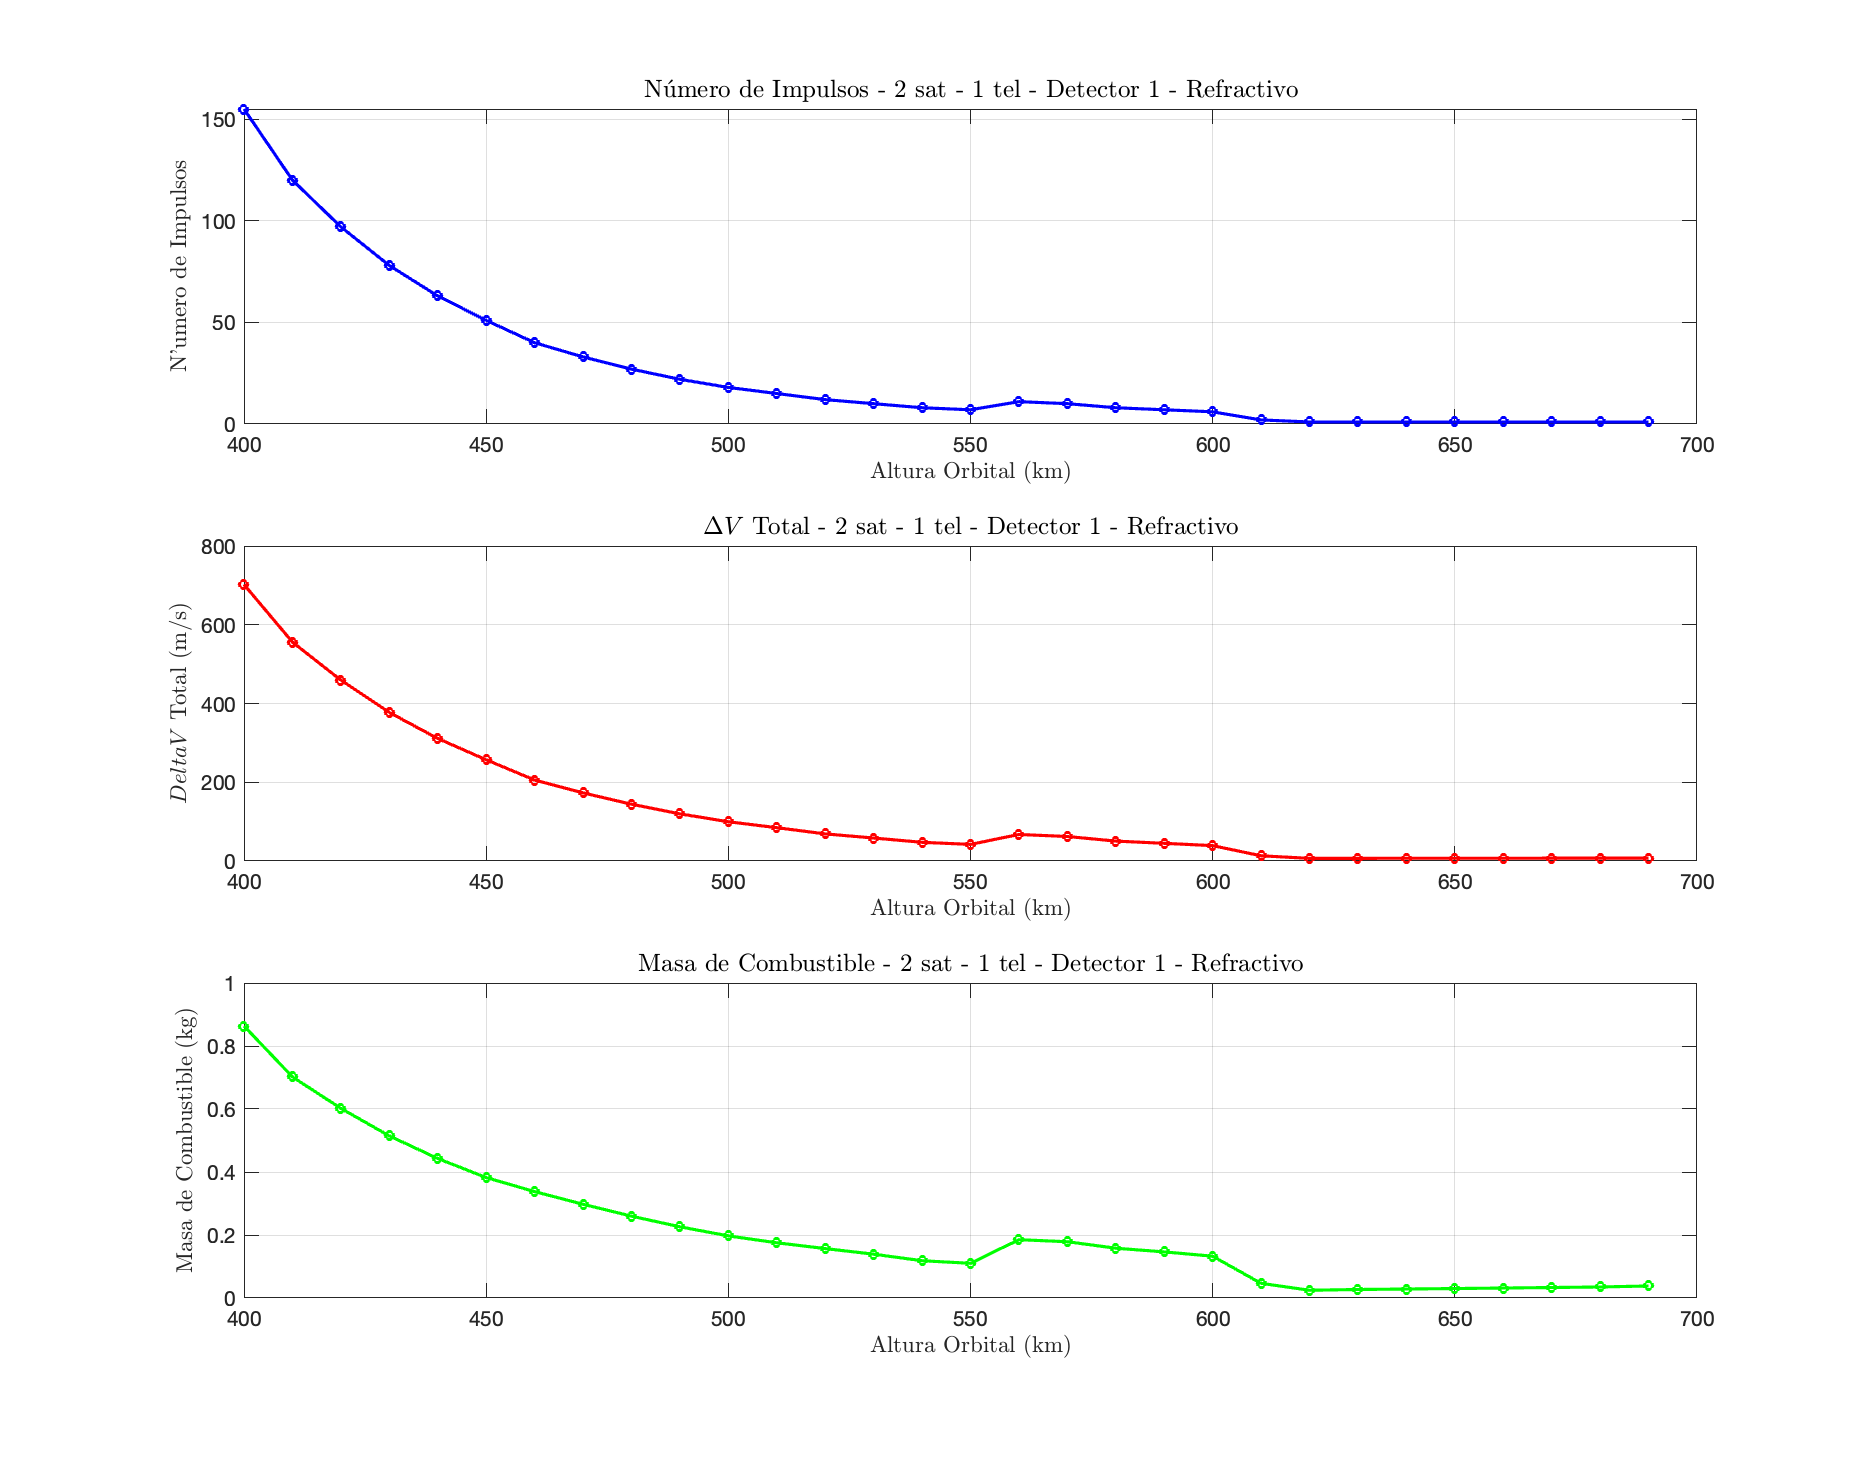 Número de Impulsos - 2 sat - 1 tel - Detector 1 - Refractivo
N'umero de Impulsos
150
100
50
0
400 450 500 550 600 650 700
Altura Orbital (km)
ΔV Total - 2 sat - 1 tel - Detector 1 - Refractivo
DeltaV Total (m/s)
800
600
400
200
0
400 450 500 550 600 650 700
Altura Orbital (km)
Masa de Combustible - 2 sat - 1 tel - Detector 1 - Refractivo
Masa de Combustible (kg)
1
0.8
0.6
0.4
0.2
0
400 450 500 550 600 650 700
Altura Orbital (km)